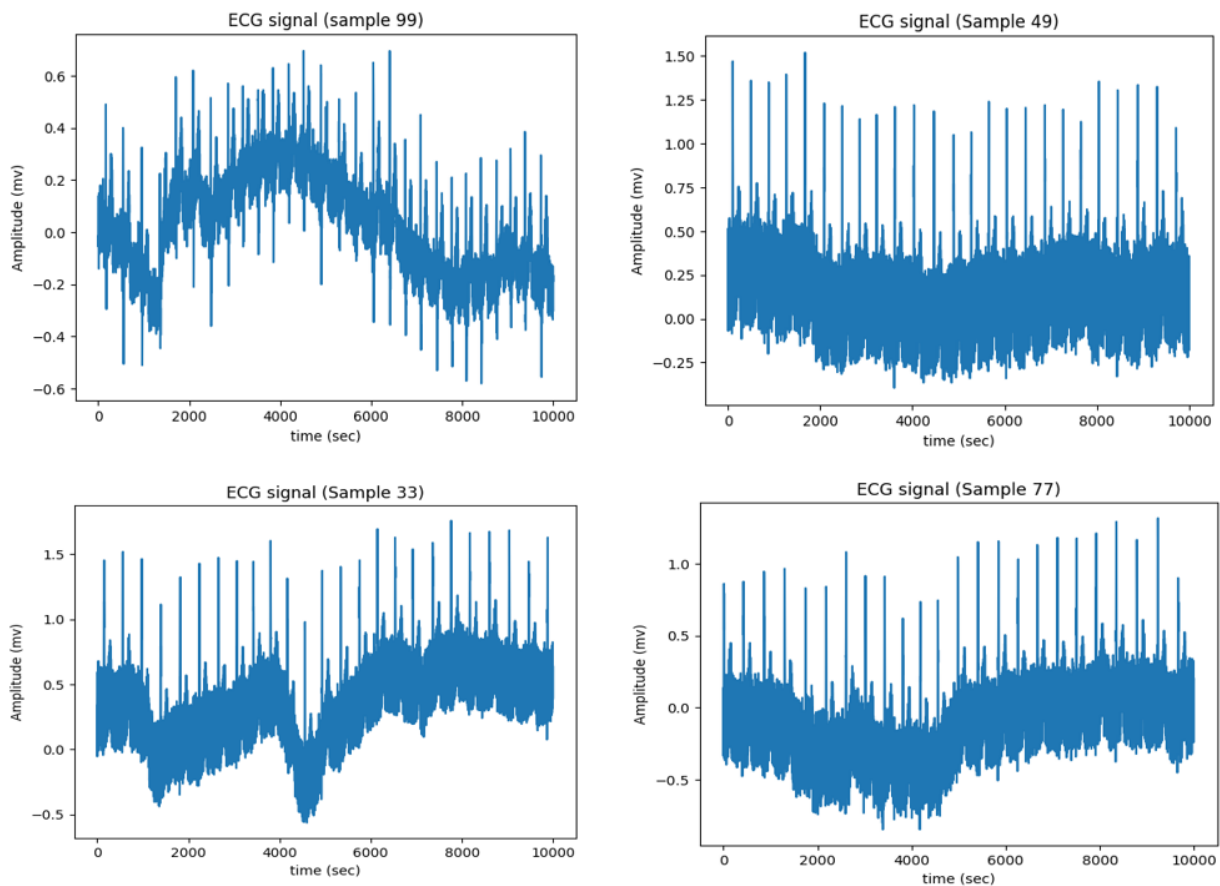 ECG signal (sample 99)
Amplitude (mv)
0.6
0.4
0.2
0.0
−0.2
−0.4
−0.6
0 2000 4000 6000 8000 10000
time (sec)
ECG signal (Sample 49)
Amplitude (mv)
1.50
1.25
1.00
0.75
0.50
0.25
0.00
−0.25
0 2000 4000 6000 8000 10000
time (sec)
ECG signal (Sample 33)
Amplitude (mv)
1.5
1.0
0.5
0.0
−0.5
0 2000 4000 6000 8000 10000
time (sec)
ECG signal (Sample 77)
Amplitude (mv)
1.0
0.5
0.0
−0.5
0 2000 4000 6000 8000 10000
time (sec)